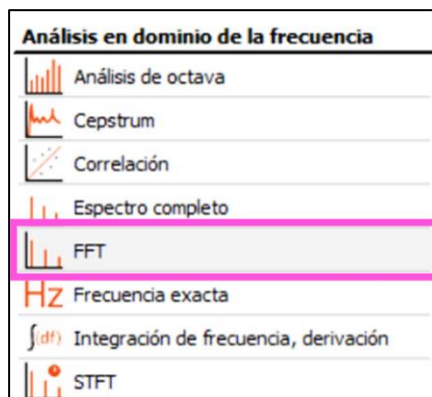 Análisis en dominio de la frecuencia
Análisis de octava
Cepstrum
Correlación
Espectro completo
FFT
Hz Frecuencia exacta
∫(df) Integración de frecuencia, derivación
STFT